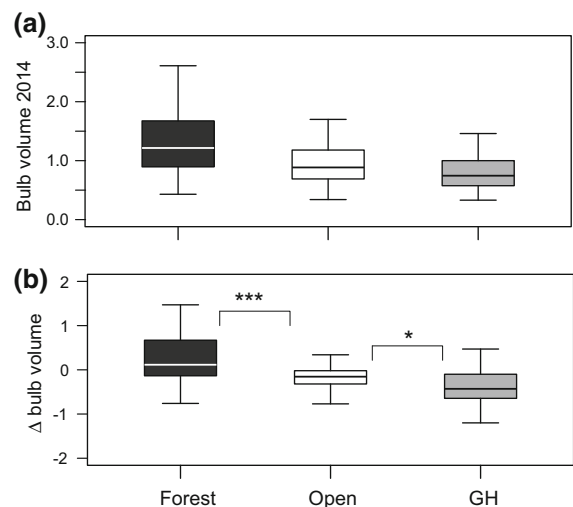 (a)
Bulb volume 2014
3.0
2.0
1.0
0.0
(b)
Δ bulb volume
2
1
0
-1
-2
***
*
Forest Open GH